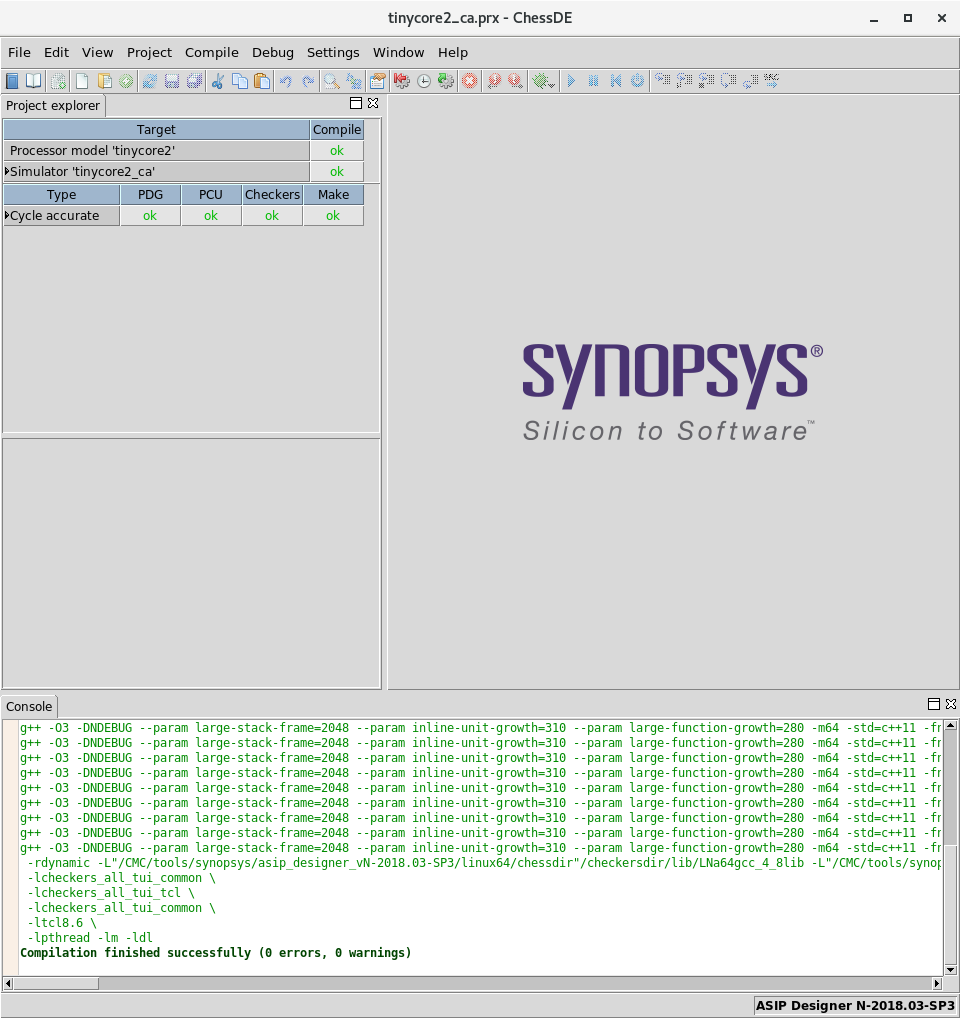 tinycore2_ca.prx - ChessDE
File Edit View Project Compile Debug Settings Window Help
Project explorer
Target Compile
Processor model 'tinycore2' ok
Simulator 'tinycore2_ca' ok
Type PDG PCU Checkers Make
Cycle accurate ok ok ok ok
SYNOPSYS®
Silicon to Software™
Console
g++ -O3 -DNDEBUG --param large-stack-frame=2048 --param inline-unit-growth=310 --param large-function-growth=280 -m64 -std=c++11 -fr
g++ -O3 -DNDEBUG --param large-stack-frame=2048 --param inline-unit-growth=310 --param large-function-growth=280 -m64 -std=c++11 -fr
g++ -O3 -DNDEBUG --param large-stack-frame=2048 --param inline-unit-growth=310 --param large-function-growth=280 -m64 -std=c++11 -fr
g++ -O3 -DNDEBUG --param large-stack-frame=2048 --param inline-unit-growth=310 --param large-function-growth=280 -m64 -std=c++11 -fr
g++ -O3 -DNDEBUG --param large-stack-frame=2048 --param inline-unit-growth=310 --param large-function-growth=280 -m64 -std=c++11 -fr
g++ -O3 -DNDEBUG --param large-stack-frame=2048 --param inline-unit-growth=310 --param large-function-growth=280 -m64 -std=c++11 -fr
g++ -O3 -DNDEBUG --param large-stack-frame=2048 --param inline-unit-growth=310 --param large-function-growth=280 -m64 -std=c++11 -fr
g++ -O3 -DNDEBUG --param large-stack-frame=2048 --param inline-unit-growth=310 --param large-function-growth=280 -m64 -std=c++11 -fr
g++ -O3 -DNDEBUG --param large-stack-frame=2048 --param inline-unit-growth=310 --param large-function-growth=280 -m64 -std=c++11 -fr
-rdynamic -L"/CMC/tools/synopsys/asip_designer_vN-2018.03-SP3/linux64/chessdir"/checkersdir/lib/LNa64gcc_4_8lib -L"/CMC/tools/synop
-lcheckers_all_tui_common \
-lcheckers_all_tui_tcl \
-lcheckers_all_tui_common \
-ltcl8.6 \
-lpthread -lm -ldl
Compilation finished successfully (0 errors, 0 warnings)
ASIP Designer N-2018.03-SP3